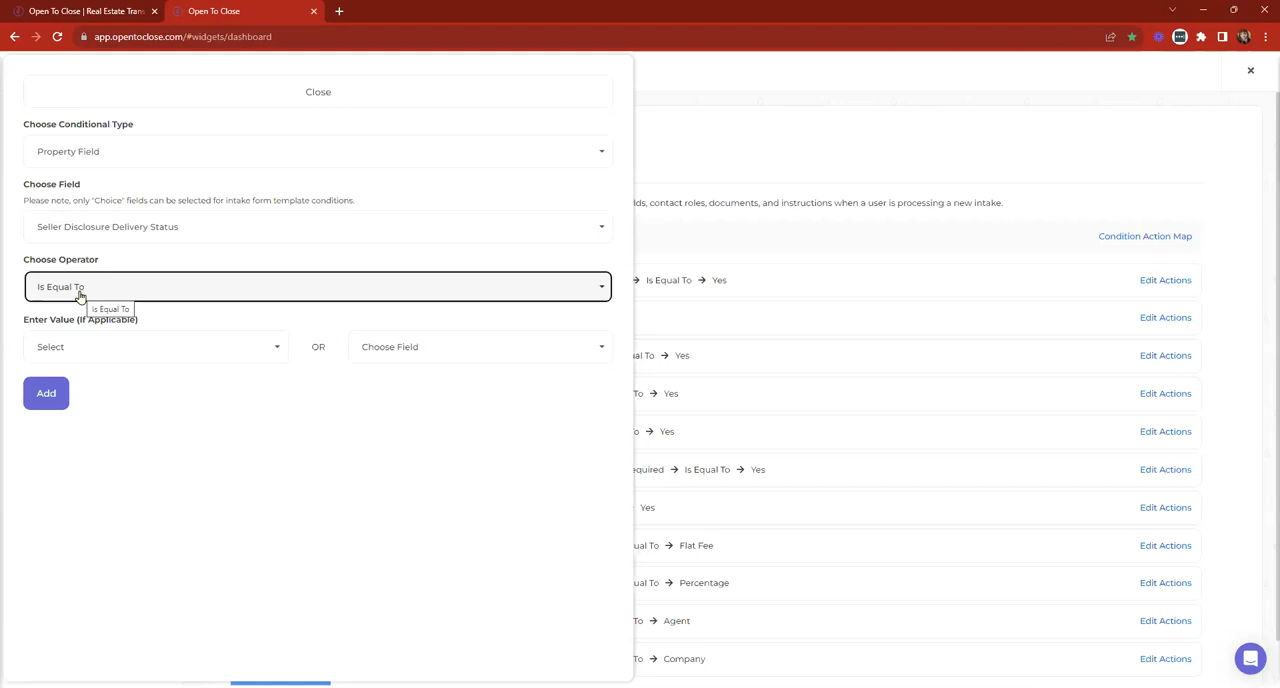 Open To Close | Real Estate Trans
Open To Close
app.opentoclose.com/#widgets/dashboard
Close
Choose Conditional Type
Property Field
Choose Field
Please note, only "Choice" fields can be selected for intake form template conditions.
Seller Disclosure Delivery Status
Choose Operator
Is Equal To
Is Equal To
Enter Value (If Applicable)
Select
OR
Choose Field
Add
lds, contact roles, documents, and instructions when a user is processing a new intake.
Condition Action Map
→ Is Equal To → Yes Edit Actions
Edit Actions
ual To → Yes Edit Actions
To → Yes Edit Actions
To → Yes Edit Actions
equired → Is Equal To → Yes Edit Actions
Yes Edit Actions
ual To → Flat Fee Edit Actions
ual To → Percentage Edit Actions
To → Agent Edit Actions
To → Company Edit Actions